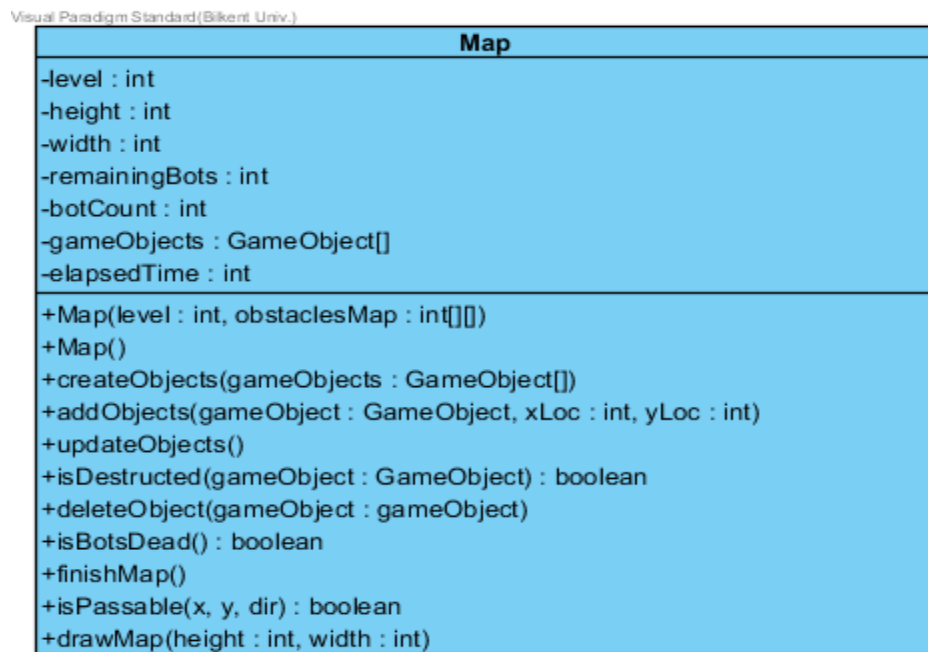 Visual Paradigm Standard(Bilkent Univ.)
Map
-level : int
-height : int
-width : int
-remainingBots : int
-botCount : int
-gameObjects : GameObject[]
-elapsedTime : int
+Map(level : int, obstaclesMap : int[][])
+Map()
+createObjects(gameObjects : GameObject[])
+addObjects(gameObject : GameObject, xLoc : int, yLoc : int)
+updateObjects()
+isDestructed(gameObject : GameObject) : boolean
+deleteObject(gameObject : gameObject)
+isBotsDead() : boolean
+finishMap()
+isPassable(x, y, dir) : boolean
+drawMap(height : int, width : int)